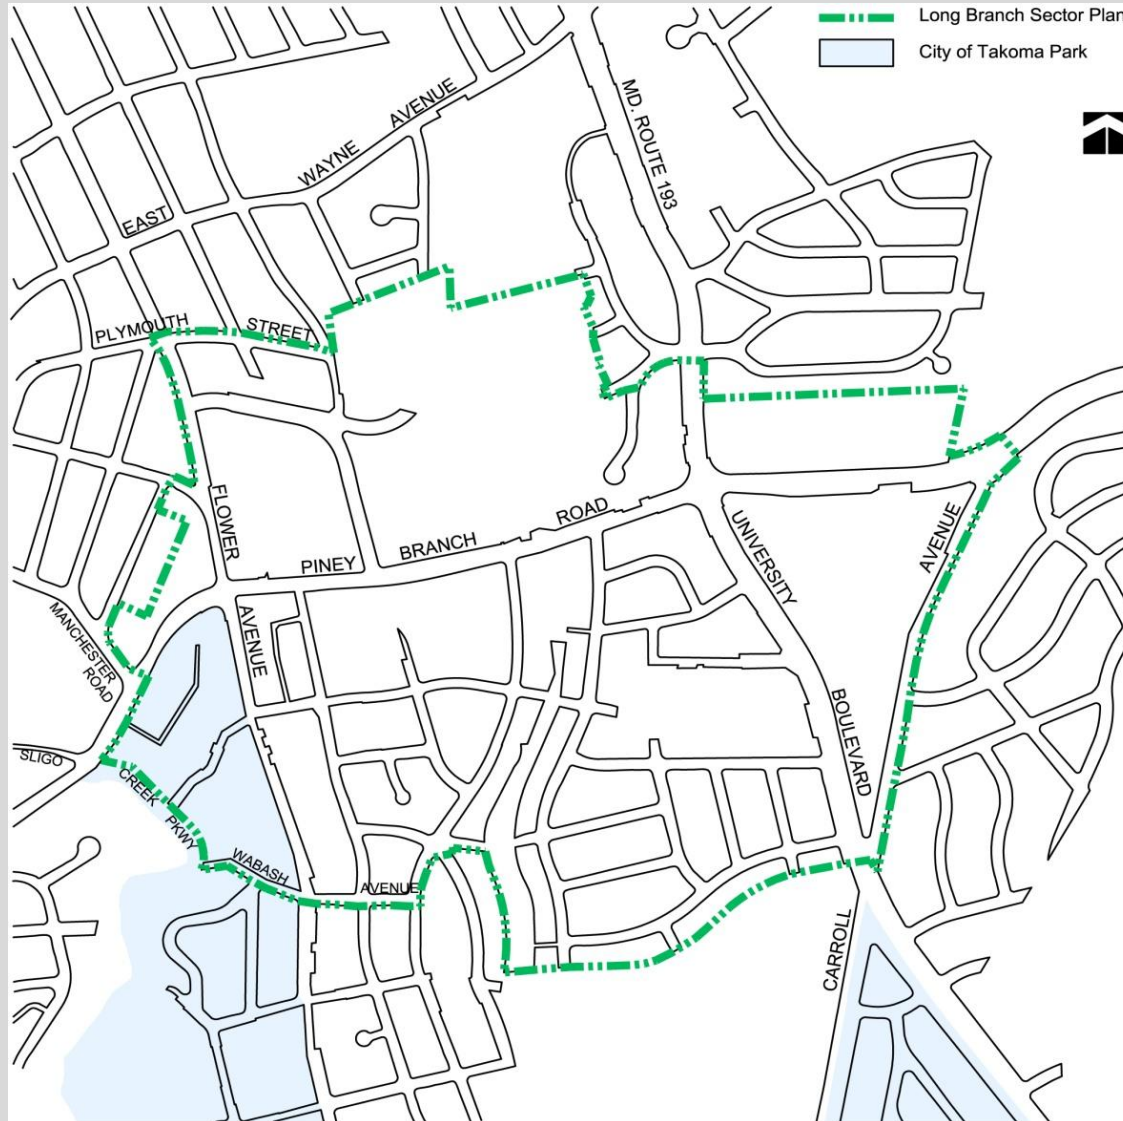 Long Branch Sector Plan
City of Takoma Park
MD. ROUTE 193
EAST
WAYNE
AVENUE
PLYMOUTH
STREET
FLOWER
AVENUE
PINEY
BRANCH
ROAD
UNIVERSITY
BOULEVARD
AVENUE
MANCHESTER
ROAD
SLIGO
CREEK
PKWY
WABASH
AVENUE
CARROLL